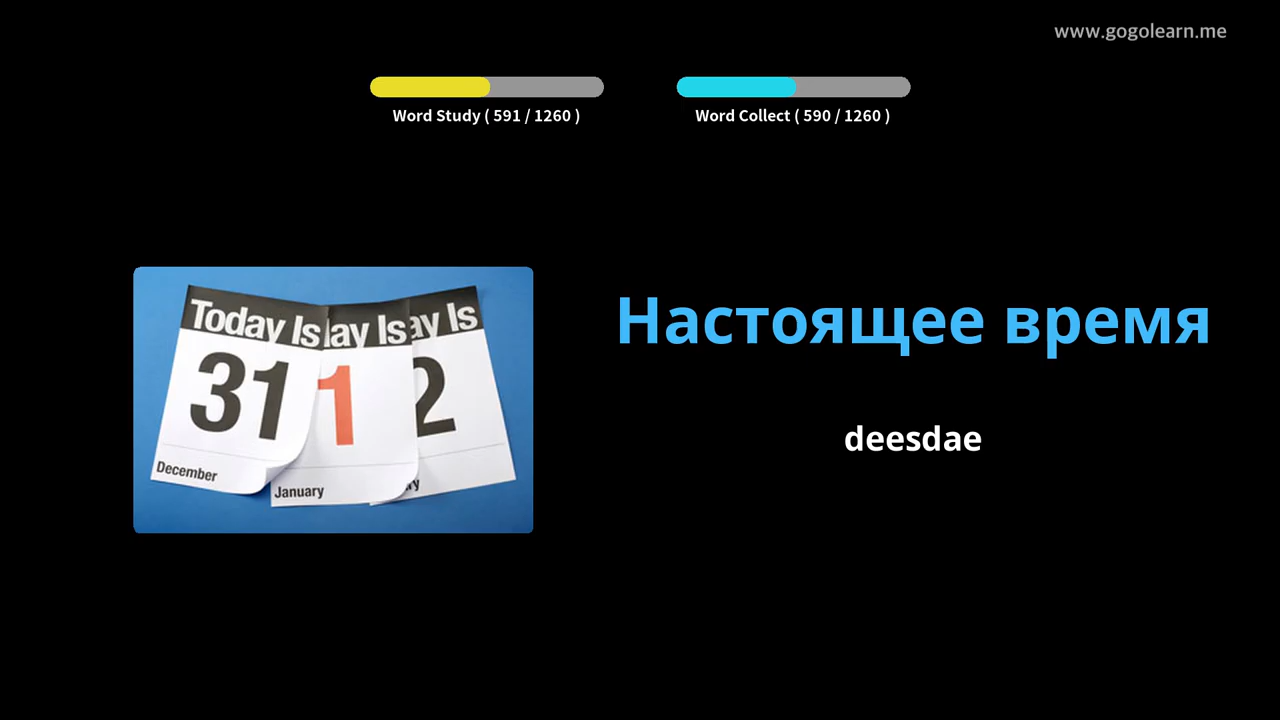 www.gogolearn.me
Word Study ( 591 / 1260 )
Word Collect ( 590 / 1260 )
Today Is
ay Is
ay Is
31
1
2
December
January
ry
Настоящее время
deesdae